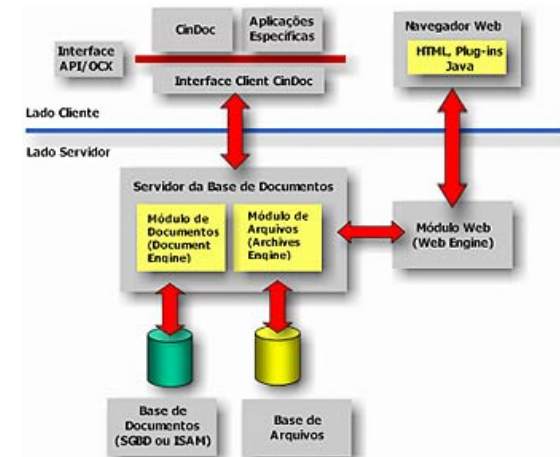 CinDoc
Aplicações
Específicas
Interface
API/OCX
Interface Client CinDoc
Navegador Web
HTML, Plug-ins
Java
Lado Cliente
Lado Servidor
Servidor da Base de Documentos
Módulo de
Documentos
(Document
Engine)
Módulo de
Arquivos
(Archives
Engine)
Módulo Web
(Web Engine)
Base de
Documentos
(SGBD ou ISAM)
Base de
Arquivos